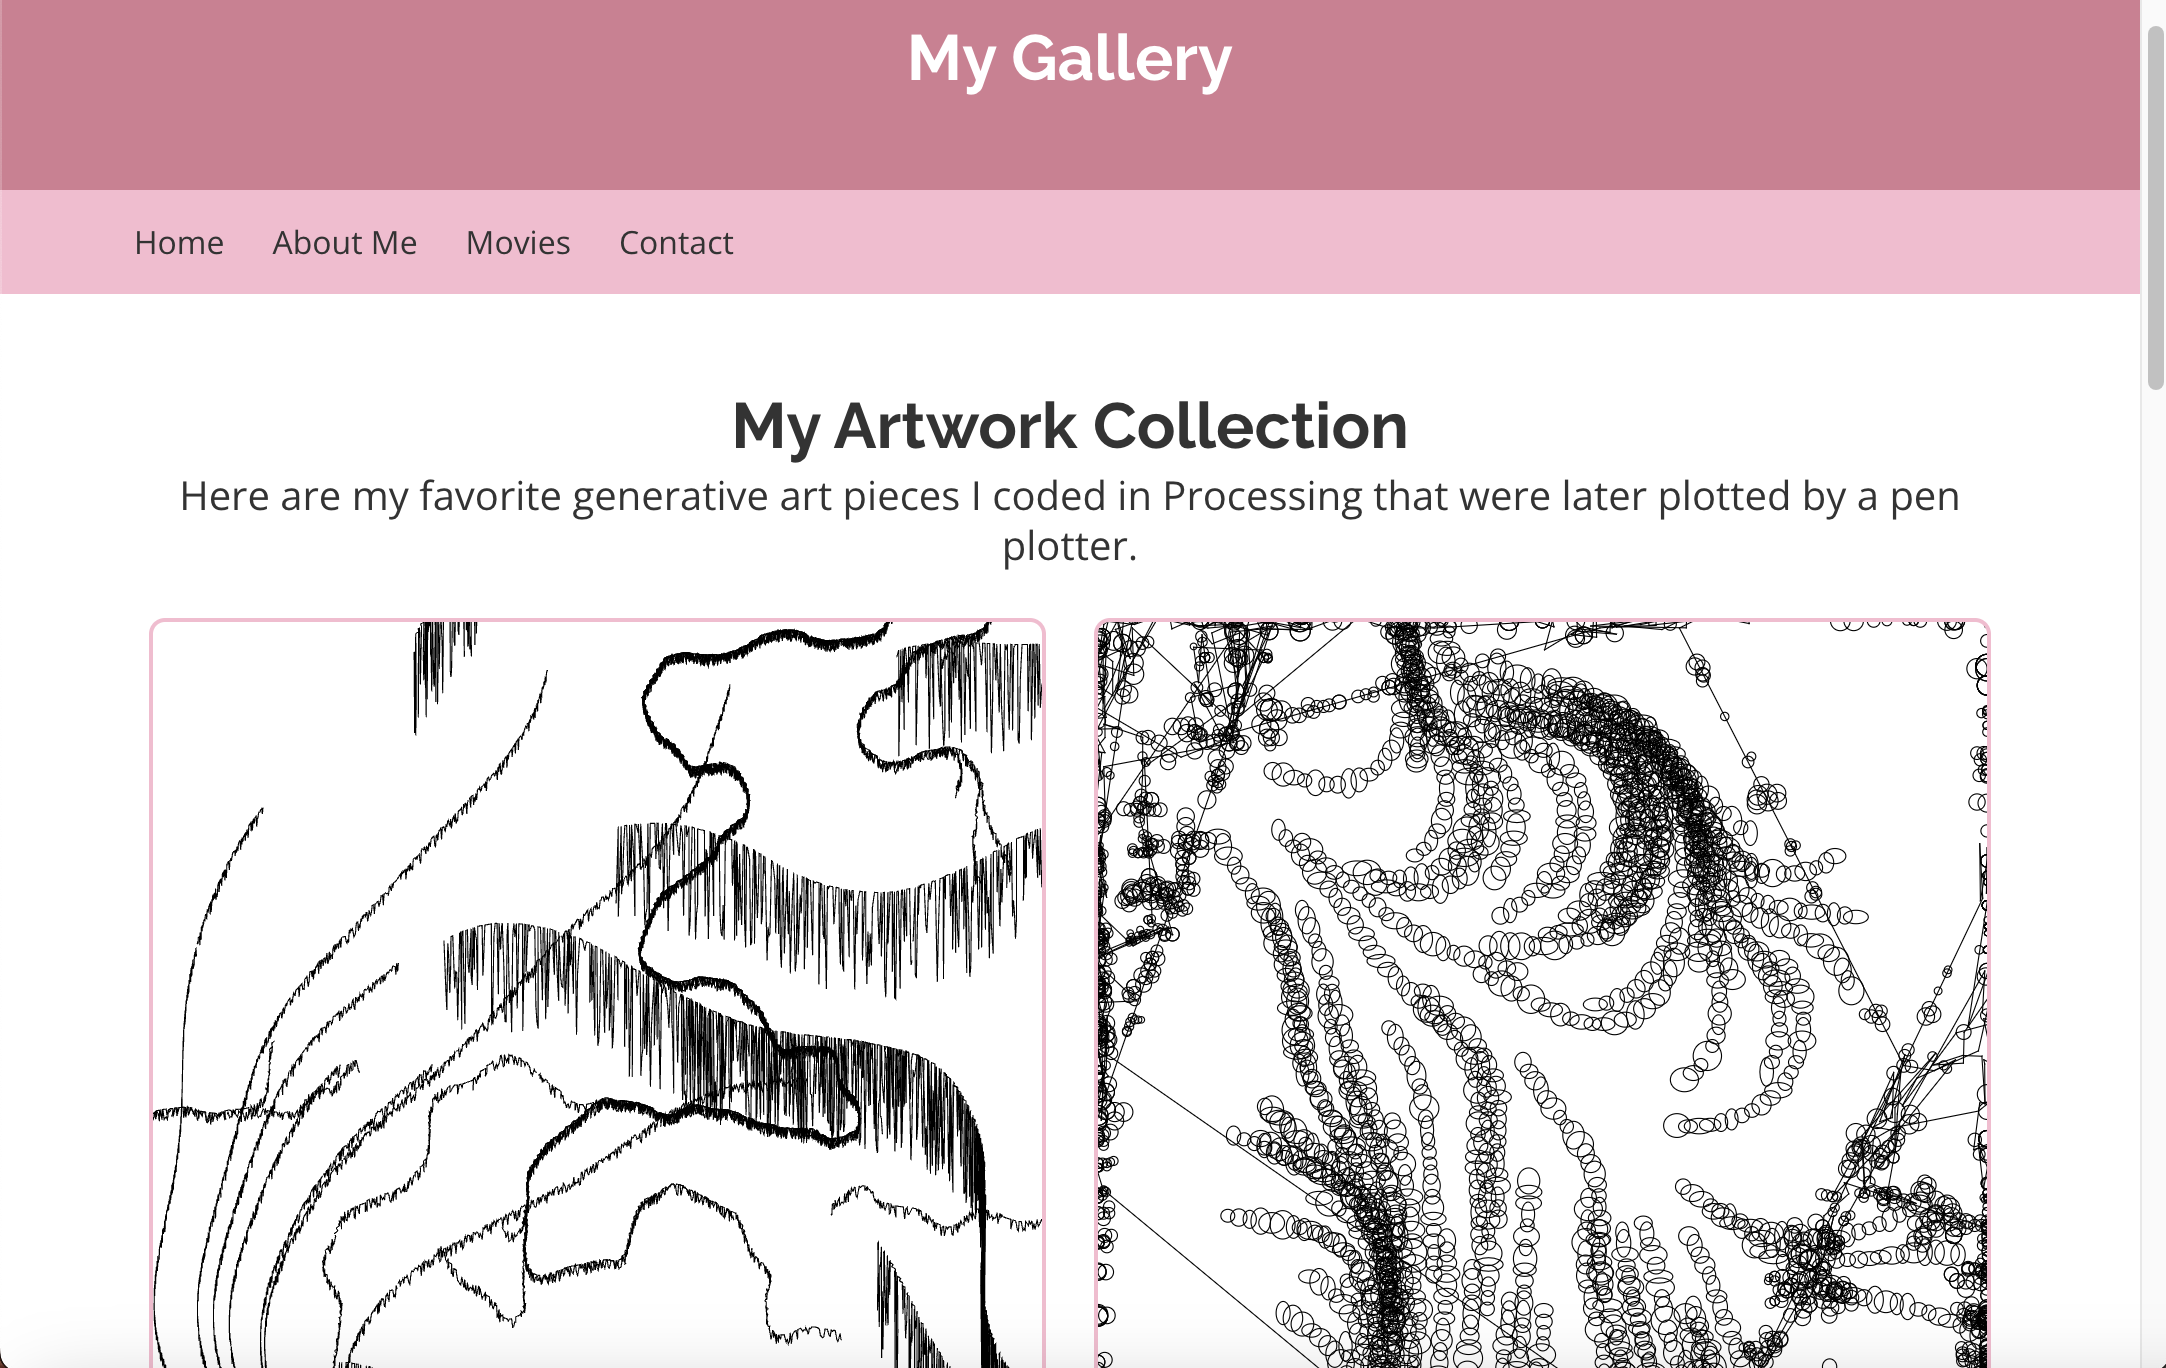 My Gallery
Home About Me Movies Contact
My Artwork Collection
Here are my favorite generative art pieces I coded in Processing that were later plotted by a pen
plotter.